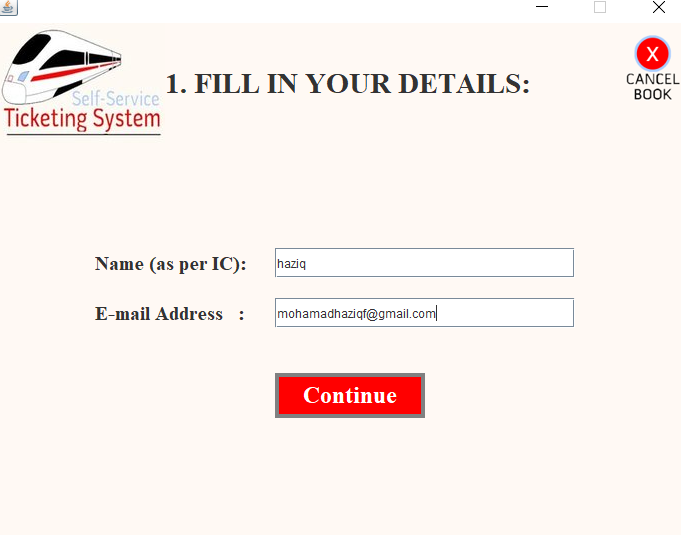 1. FILL IN YOUR DETAILS:
Self-Service
Ticketing System
X
CANCEL
BOOK
Name (as per IC):
haziq
E-mail Address :
mohamadhaziqf@gmail.com
Continue